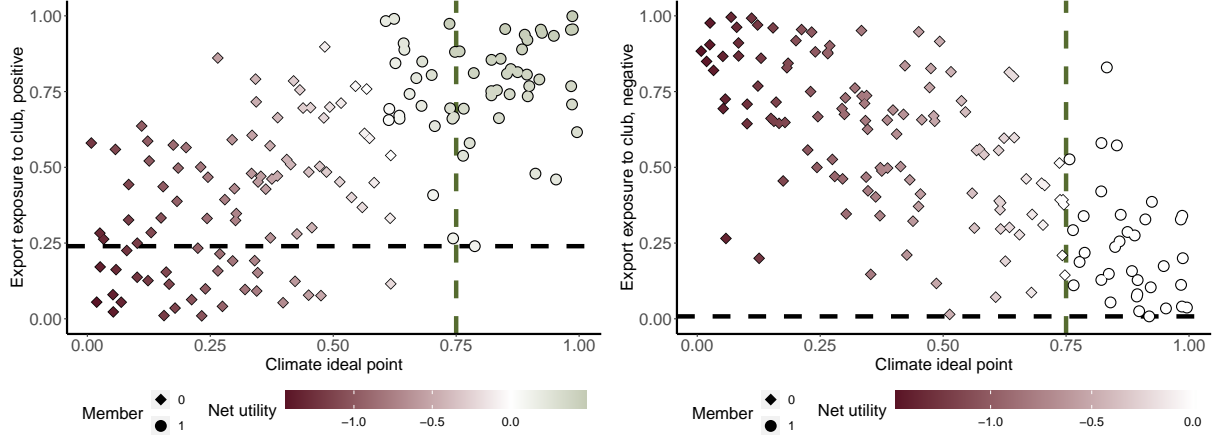 Export exposure to club, positive
1.00
0.75
0.50
0.25
0.00
0.00 0.25 0.50 0.75 1.00
Climate ideal point
Member
0
1
Net utility
−1.0 −0.5 0.0
Export exposure to club, negative
1.00
0.75
0.50
0.25
0.00
0.00 0.25 0.50 0.75 1.00
Climate ideal point
Member
0
1
Net utility
−1.0 −0.5 0.0